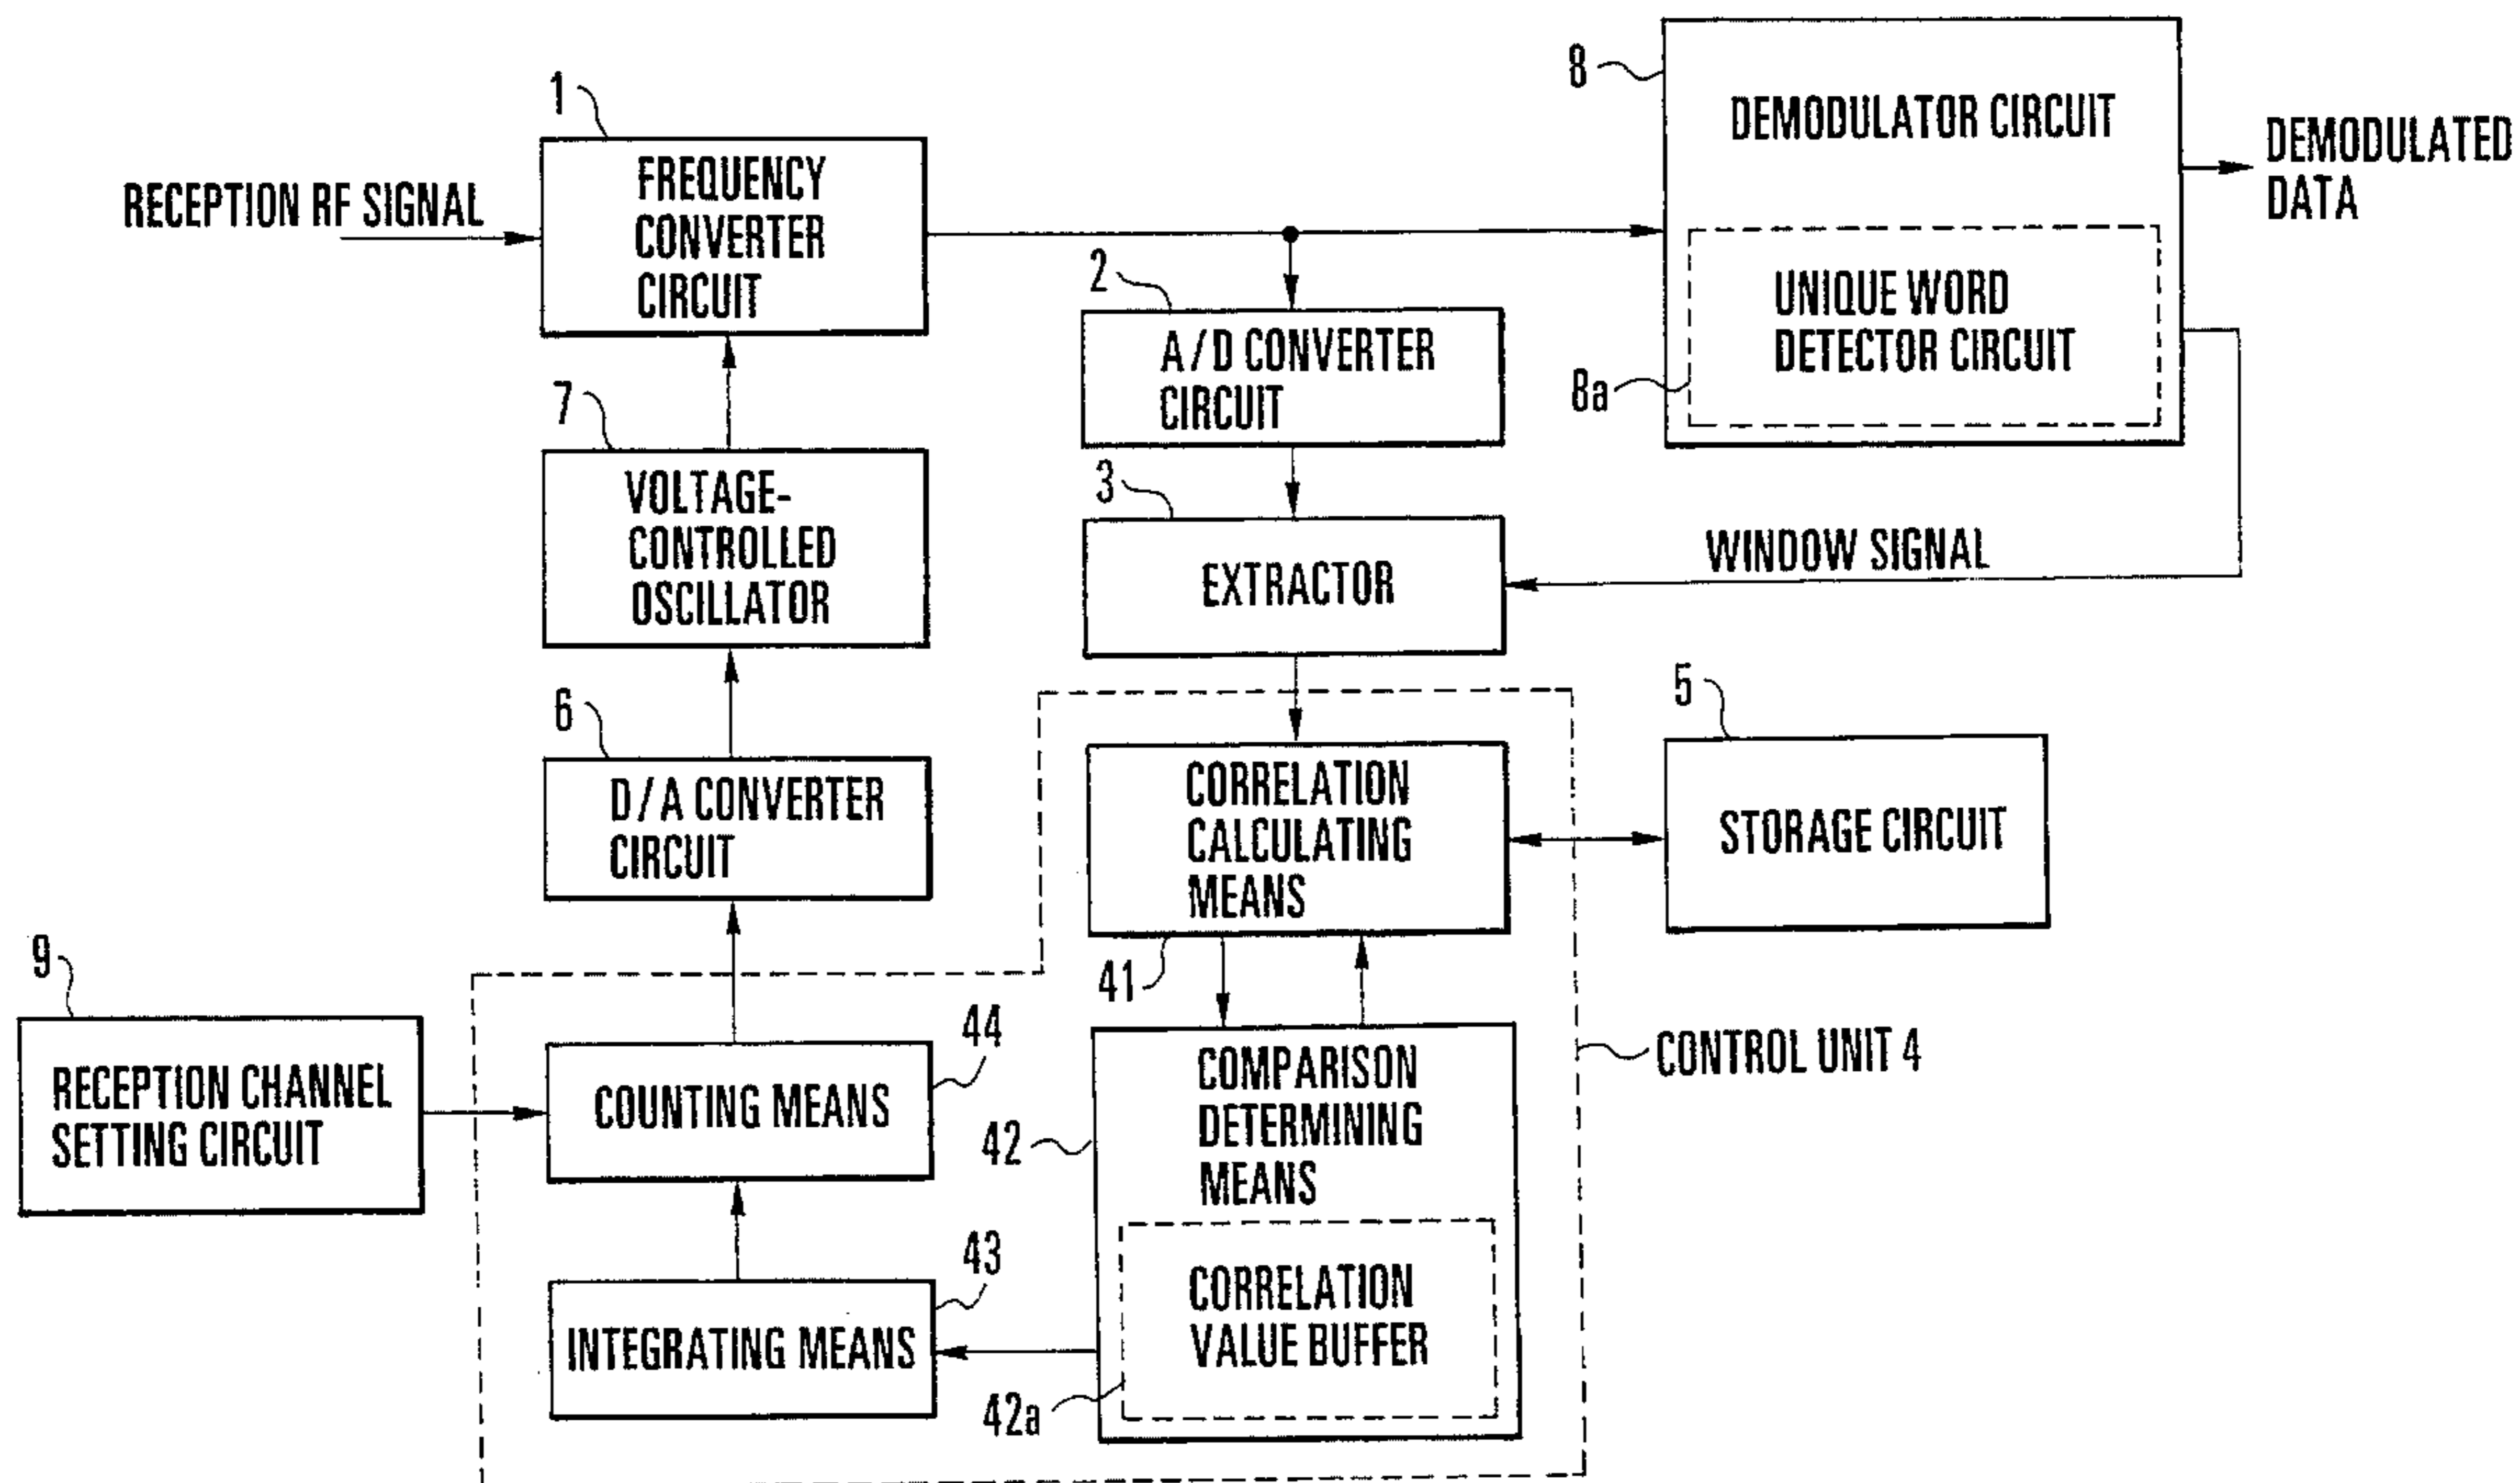 1
FREQUENCY
CONVERTER
CIRCUIT
RECEPTION RF SIGNAL
8
DEMODULATOR CIRCUIT
DEMODULATED
DATA
UNIQUE WORD
DETECTOR CIRCUIT
8a
2
A/D CONVERTER
CIRCUIT
7
VOLTAGE-
CONTROLLED
OSCILLATOR
3
EXTRACTOR
WINDOW SIGNAL
6
D/A CONVERTER
CIRCUIT
CORRELATION
CALCULATING
MEANS
41
5
STORAGE CIRCUIT
9
RECEPTION CHANNEL
SETTING CIRCUIT
44
COUNTING MEANS
42
COMPARISON
DETERMINING
MEANS
CONTROL UNIT 4
43
INTEGRATING MEANS
CORRELATION
VALUE BUFFER
42a